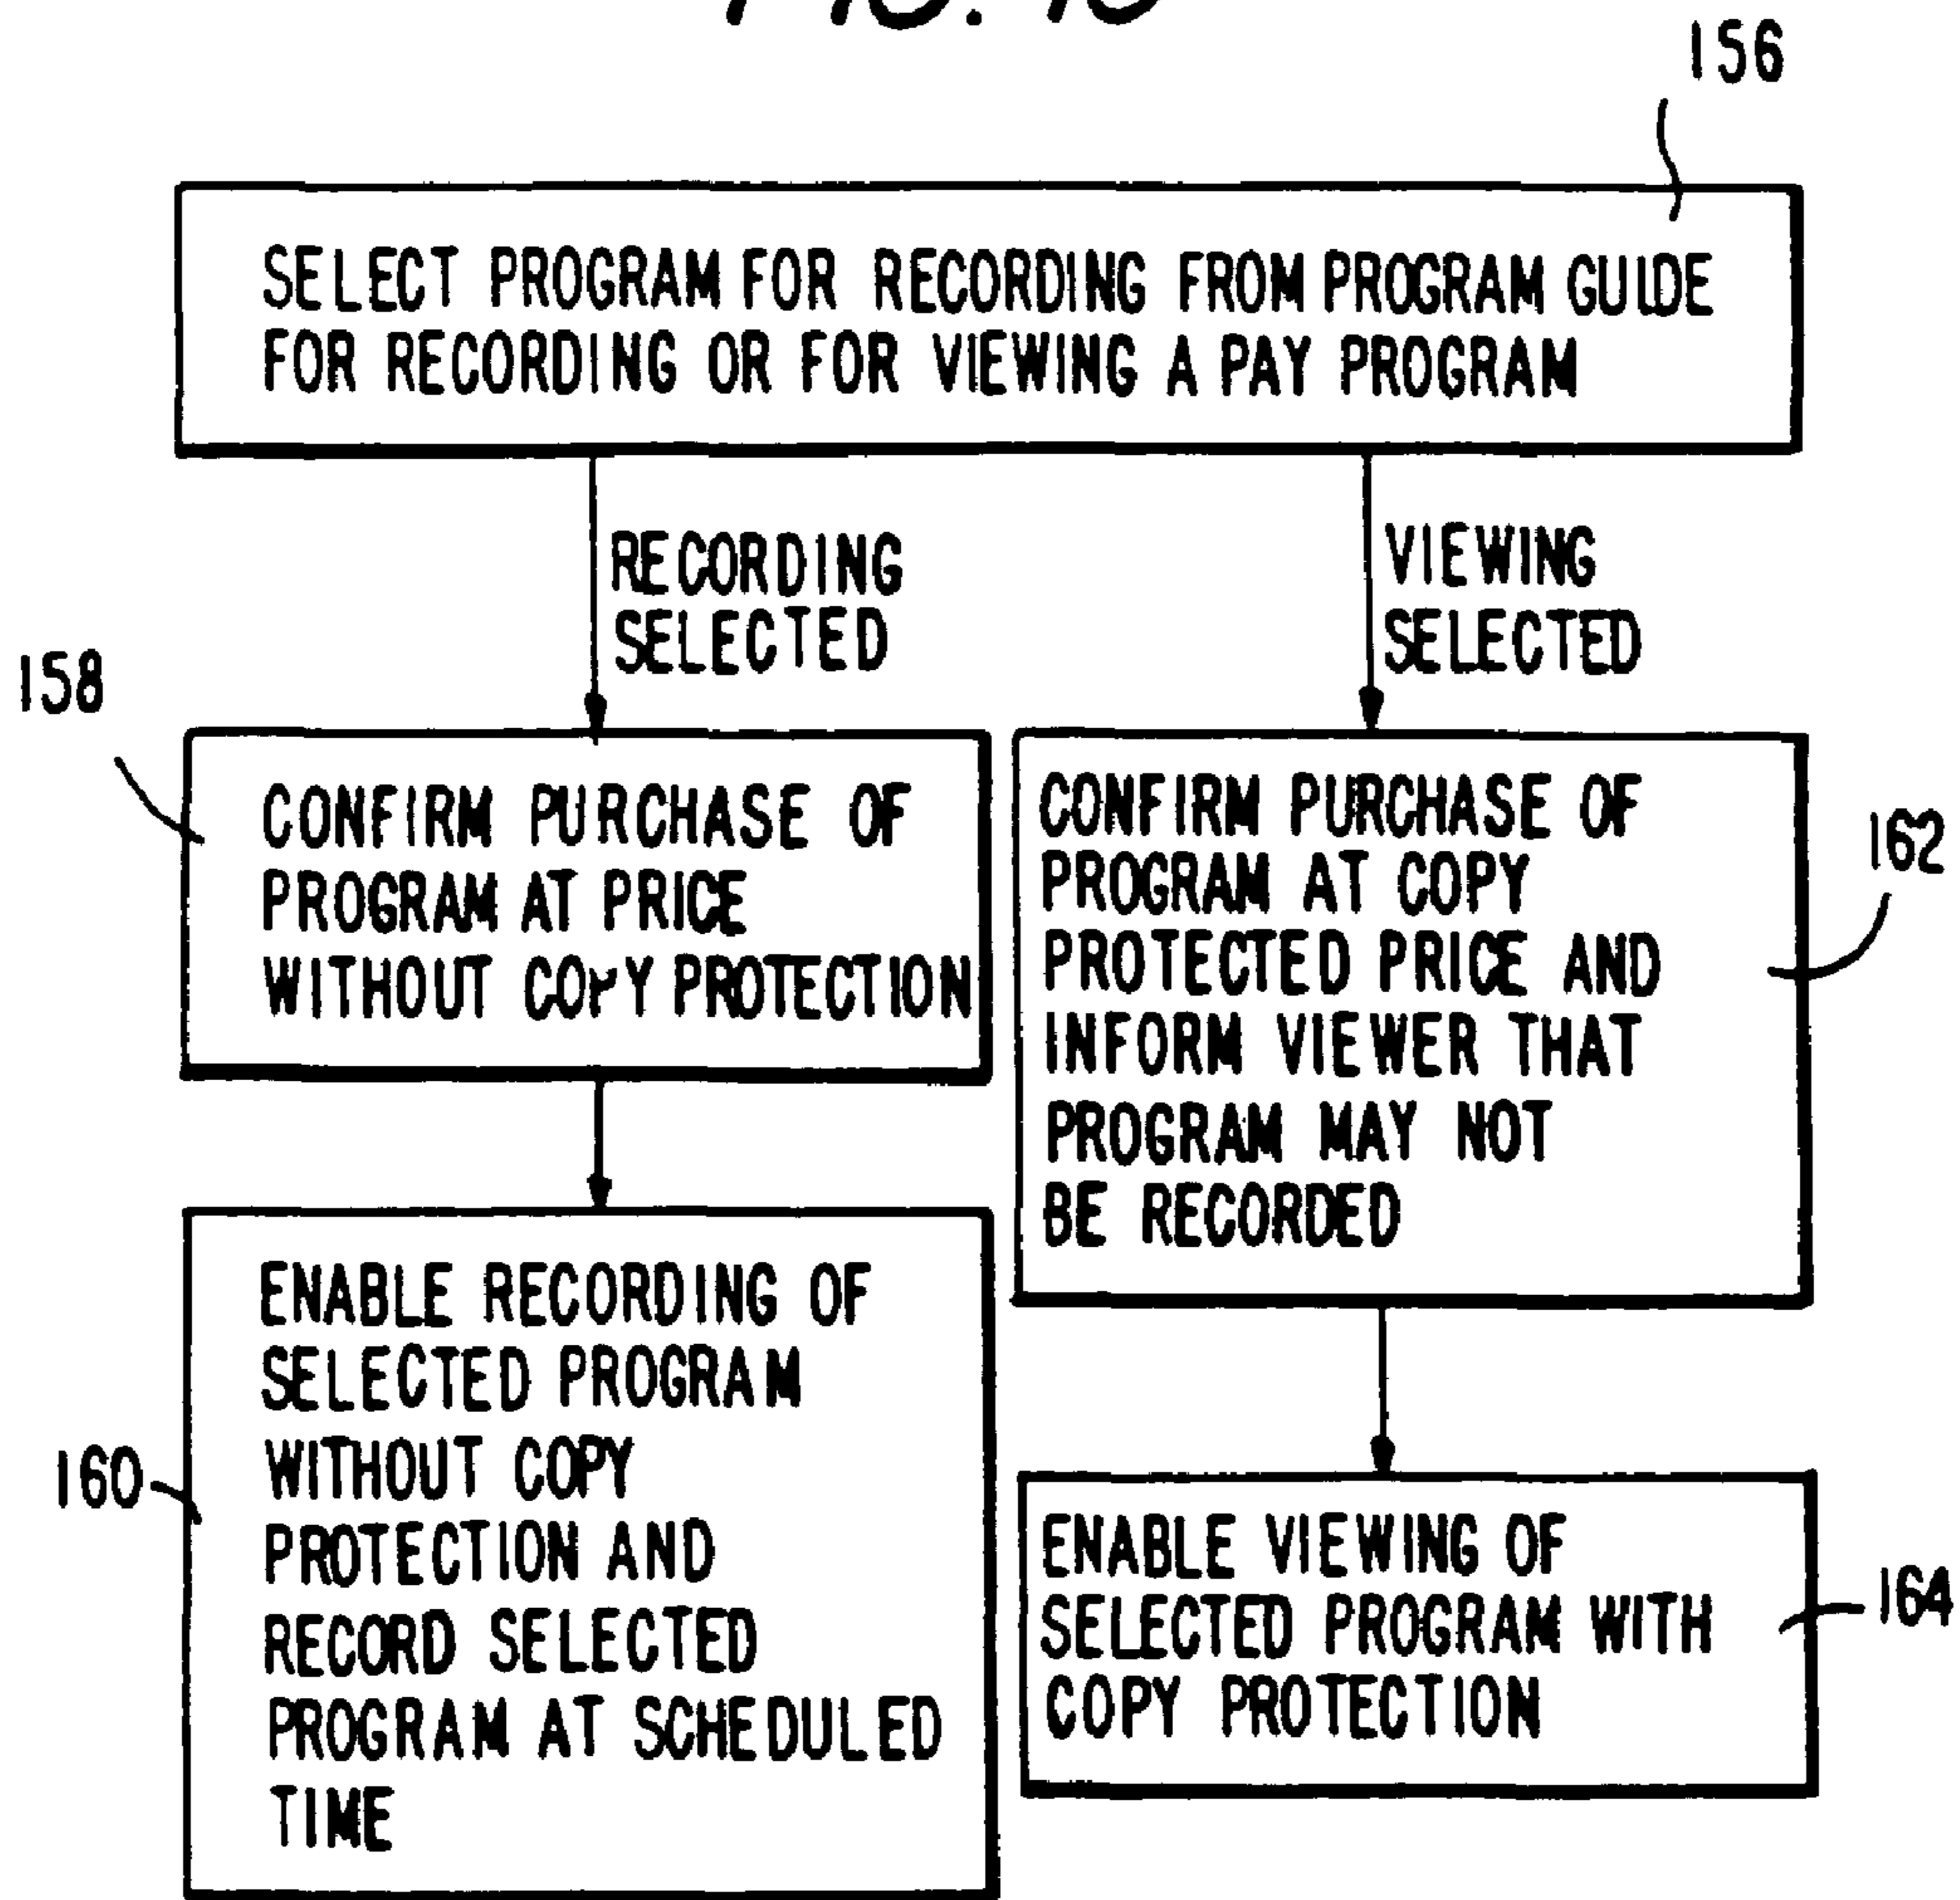 156
SELECT PROGRAM FOR RECORDING FROM PROGRAM GUIDE
FOR RECORDING OR FOR VIEWING A PAY PROGRAM
RECORDING
SELECTED
VIEWING
SELECTED
158
CONFIRM PURCHASE OF
PROGRAM AT PRICE
WITHOUT COPY PROTECTION
CONFIRM PURCHASE OF
PROGRAM AT COPY
PROTECTED PRICE AND
INFORM VIEWER THAT
PROGRAM MAY NOT
BE RECORDED
162
ENABLE RECORDING OF
SELECTED PROGRAM
WITHOUT COPY
PROTECTION AND
RECORD SELECTED
PROGRAM AT SCHEDULED
TIME
160
ENABLE VIEWING OF
SELECTED PROGRAM WITH
COPY PROTECTION
164